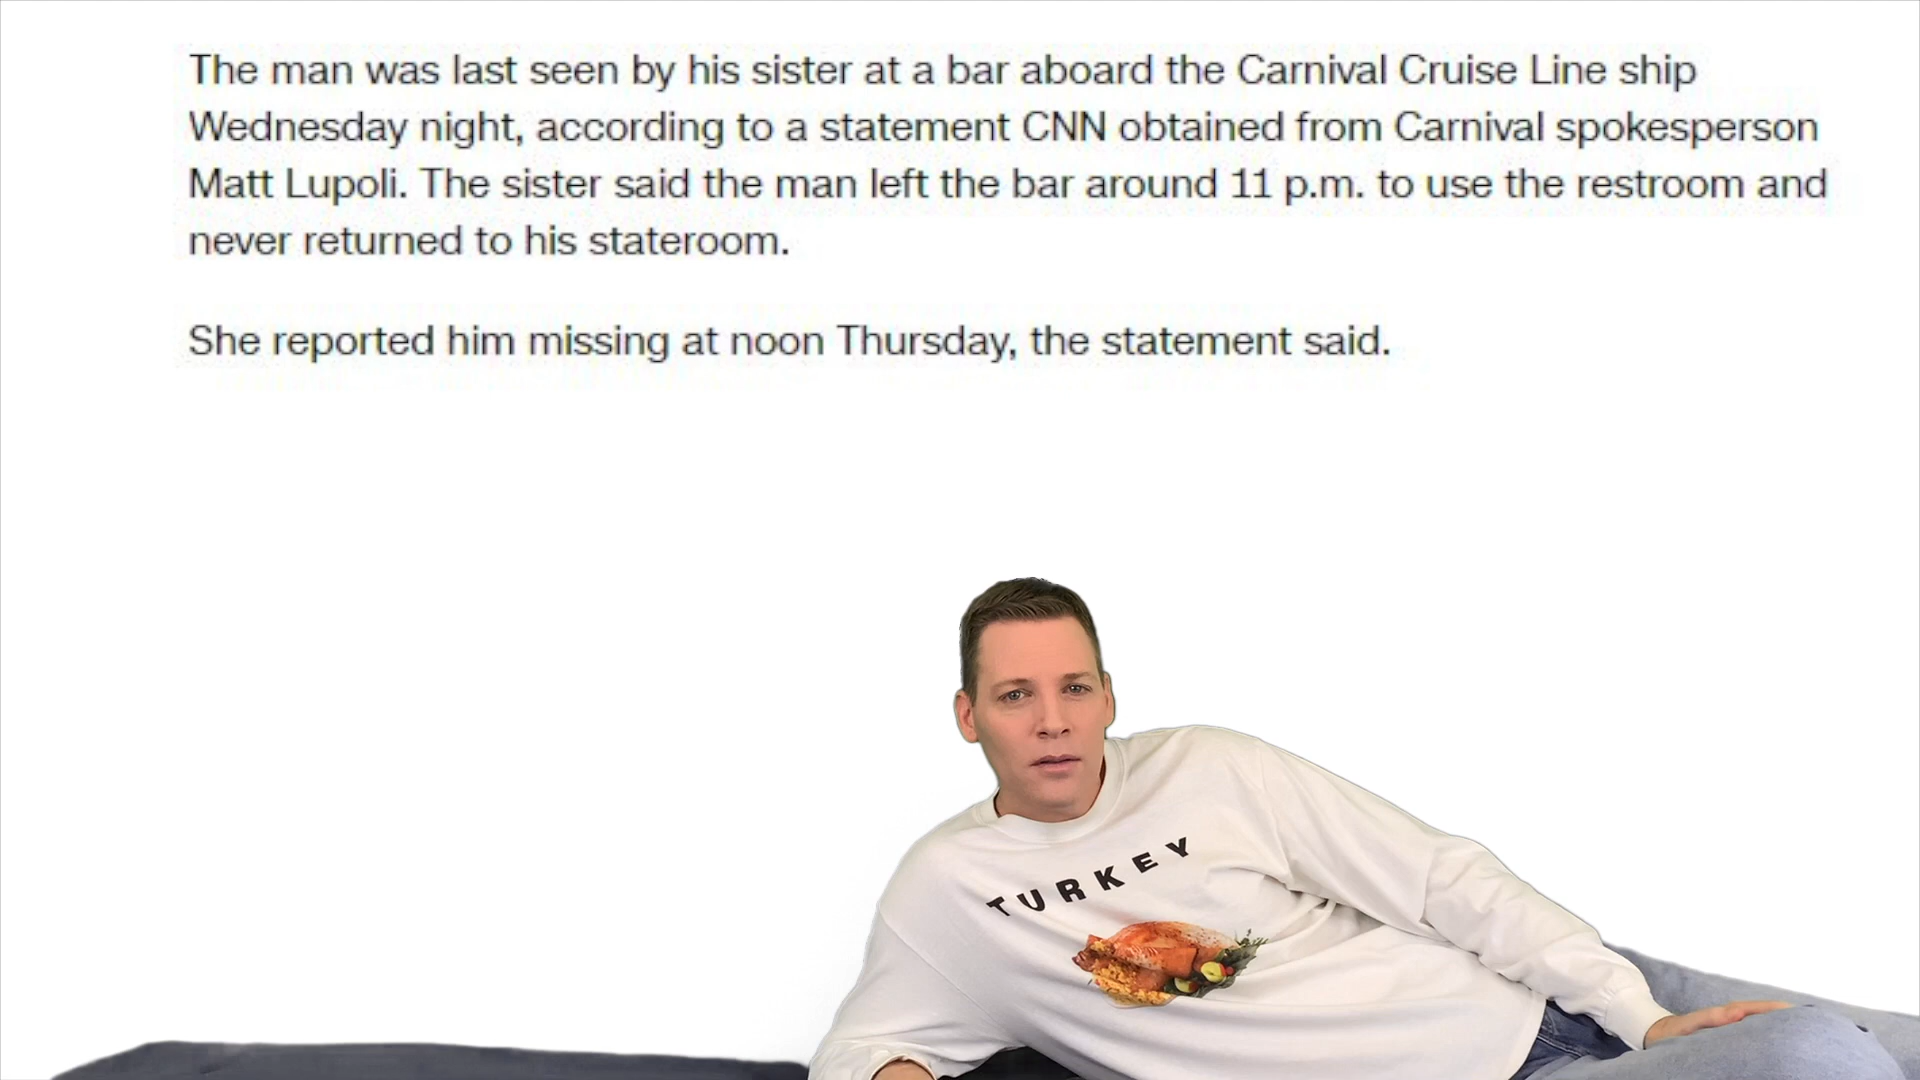 The man was last seen by his sister at a bar aboard the Carnival Cruise Line ship
Wednesday night, according to a statement CNN obtained from Carnival spokesperson
Matt Lupoli. The sister said the man left the bar around 11 p.m. to use the restroom and
never returned to his stateroom.
She reported him missing at noon Thursday, the statement said.
TURKEY